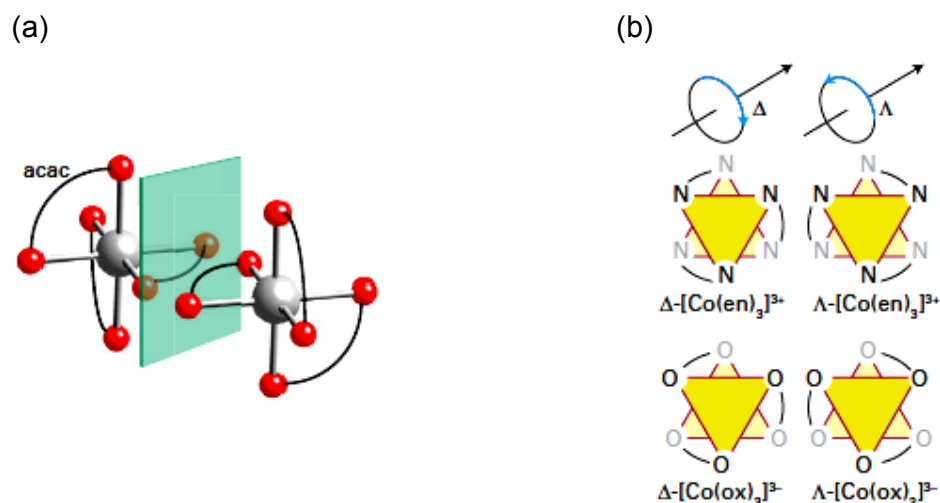 (a)
(b)
Δ
Λ
acac
N
N
N
N
N
N
N
N
N
N
N
N
Δ-[Co(en)₃]³⁺
Λ-[Co(en)₃]³⁺
O
O
O
O
O
O
O
O
O
O
O
O
Δ-[Co(ox)₃]³⁻
Λ-[Co(ox)₃]³⁻